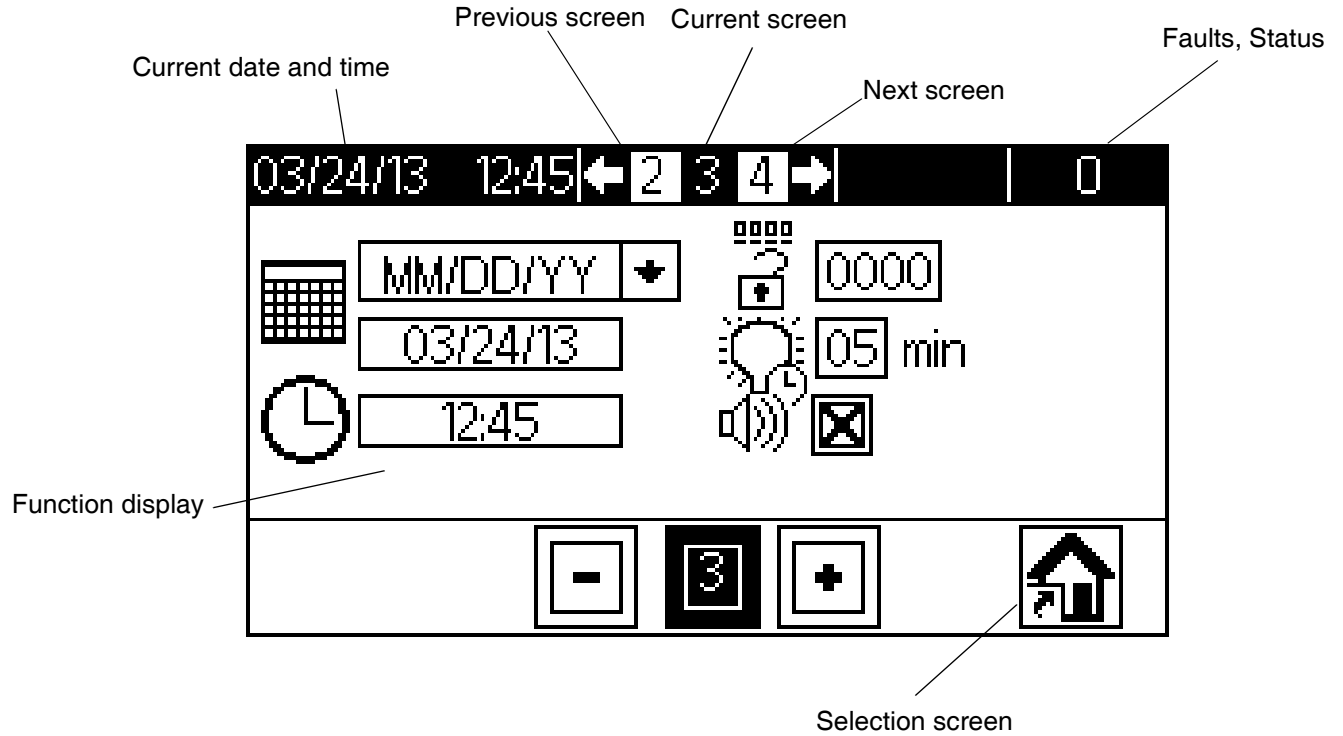 Previous screen
Current screen
Faults, Status
Current date and time
Next screen
03/24/13 12:45 2 3 4 0
MM/DD/YY 0000
03/24/13 05 min
12:45
Function display
- 3 +
Selection screen